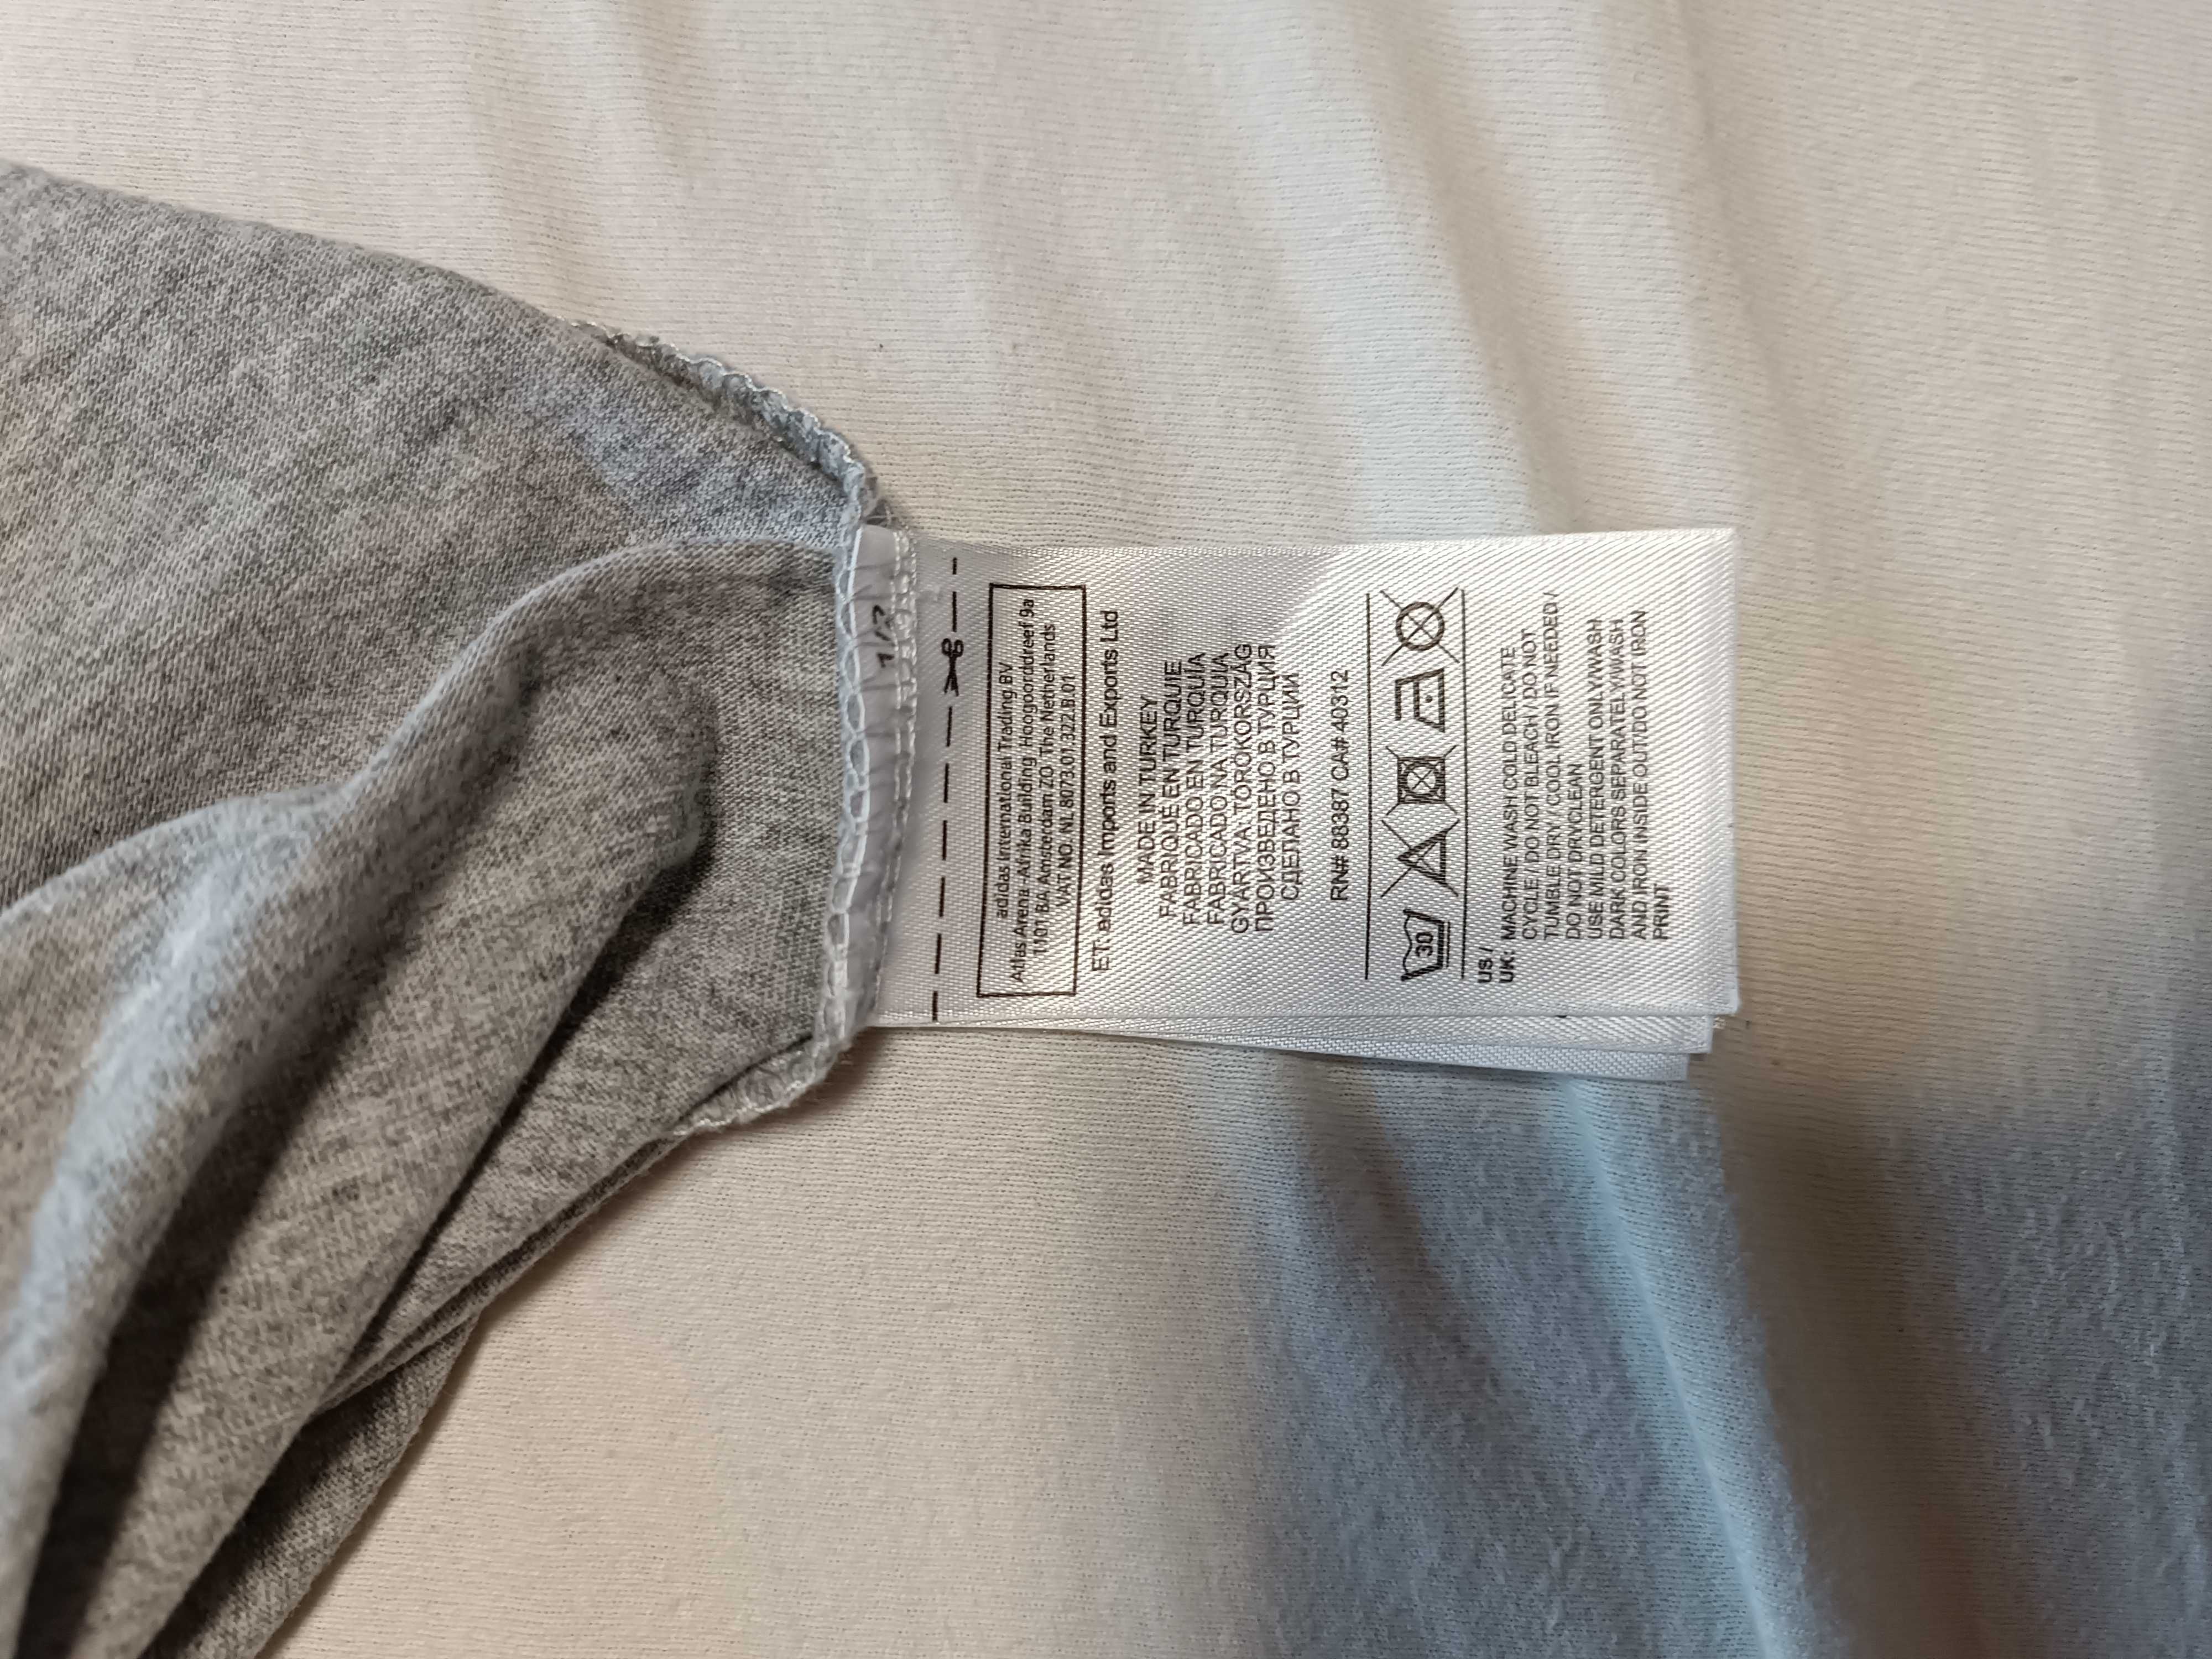 1/2
adidas International Trading BV
Atlas Arena -Afrika Building Hoogoorddreef 9a
1101 BA Amsterdam ZO The Netherlands
VAT NO. NL 8073.01.322.B.01
ET: adidas Imports and Exports Ltd
MADE IN TURKEY
FABRIQUÉ EN TURQUIE
FABRICADO EN TURQUÍA
FABRICADO NA TURQUIA
GYÁRTVA: TÖRÖKORSZÁG
ПРОИЗВЕДЕНО В ТУРЦИЯ
СДЕЛАНО В ТУРЦИИ
RN# 88387 CA# 40312
30
US /
UK: MACHINE WASH COLD DELICATE
CYCLE / DO NOT BLEACH / DO NOT
TUMBLE DRY / COOL IRON IF NEEDED /
DO NOT DRYCLEAN
USE MILD DETERGENT ONLY/WASH
DARK COLORS SEPARATELY/WASH
AND IRON INSIDE OUT/DO NOT IRON
PRINT